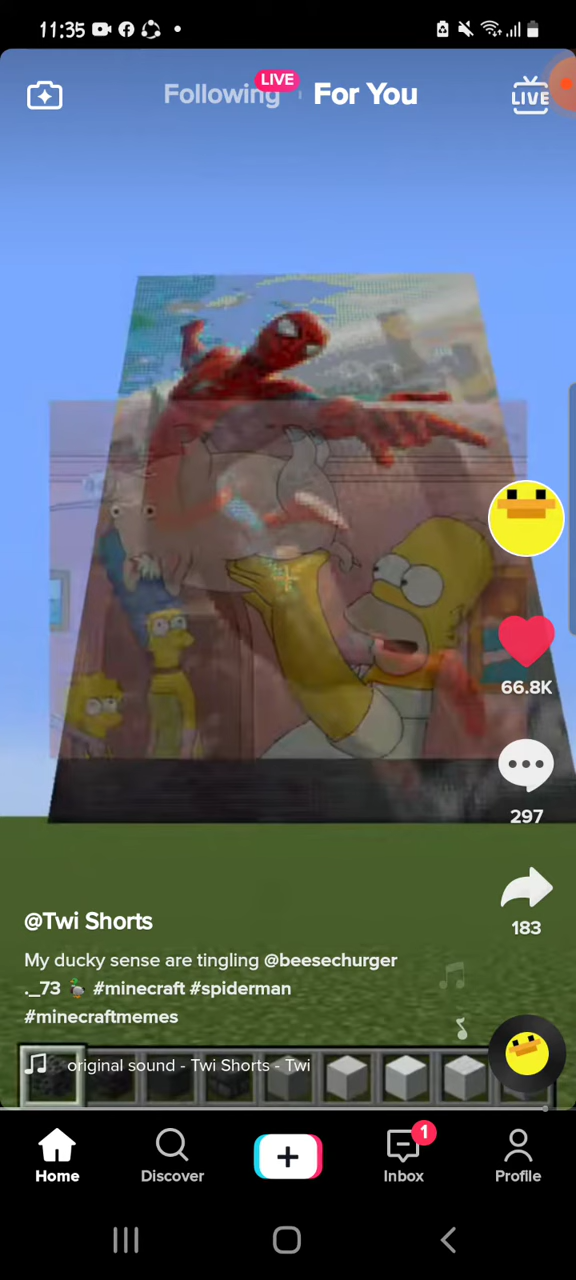 11:35
LIVE
Following
For You
LIVE
66.8K
297
183
@Twi Shorts
My ducky sense are tingling @beesechurger
._73 🦆 #minecraft #spiderman
#minecraftmemes
original sound - Twi Shorts - Twi
1
Home
Discover
Inbox
Profile